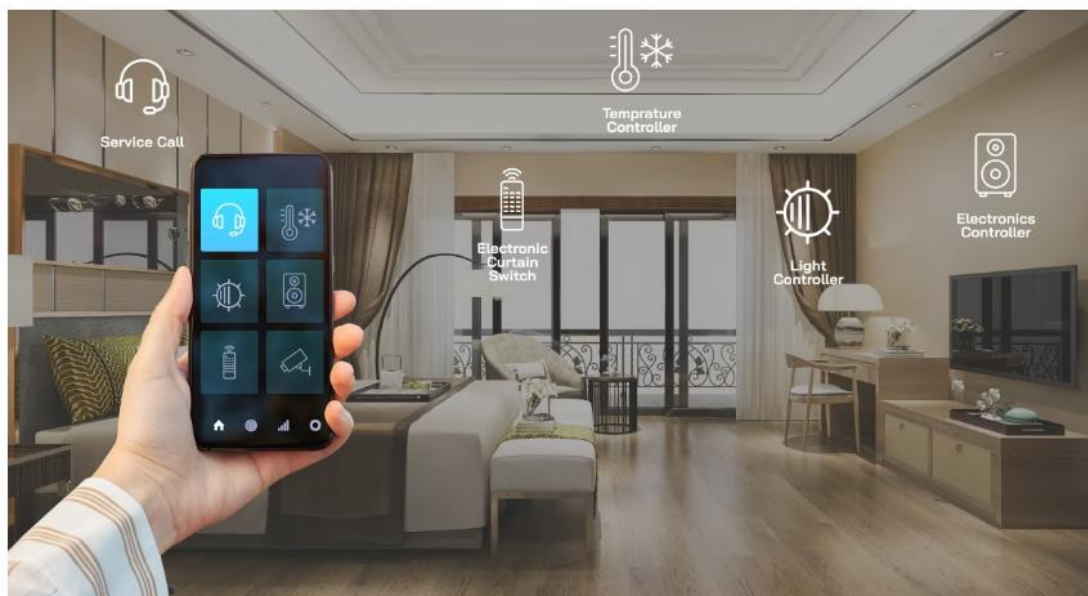 Service Call
Temprature
Controller
Electronic
Curtain
Switch
Light
Controller
Electronics
Controller